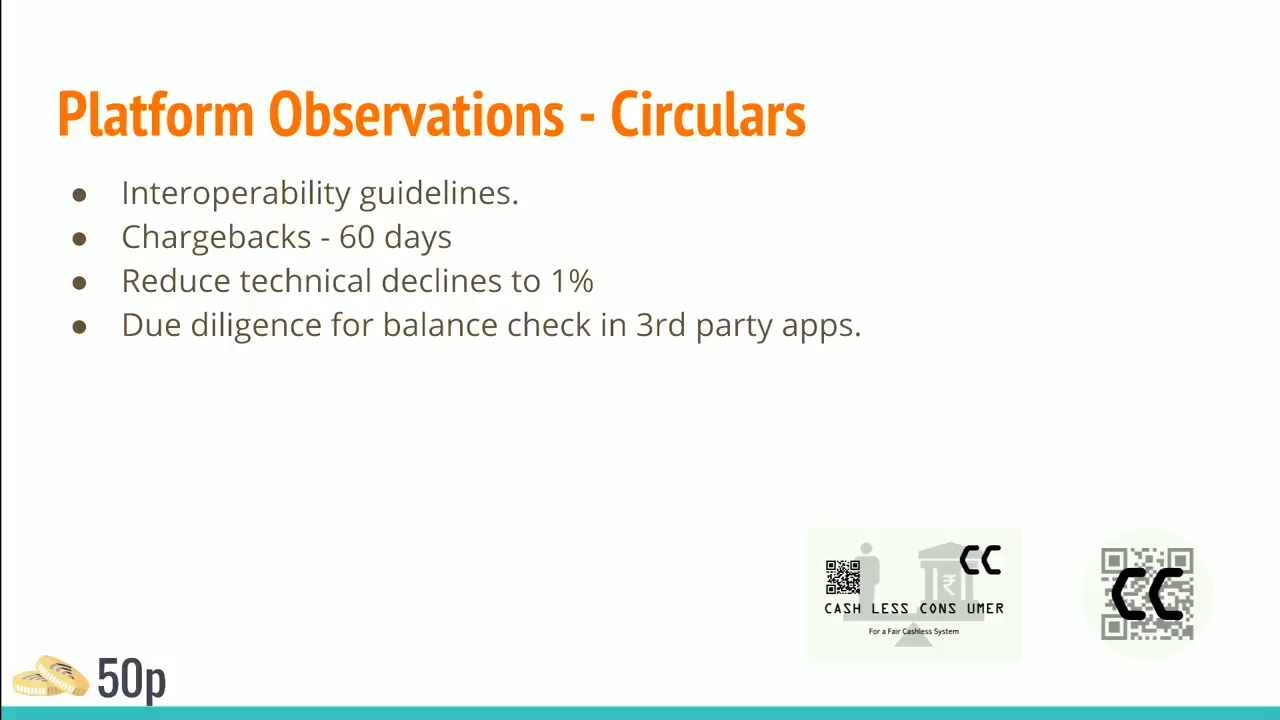 Platform Observations - Circulars
● Interoperability guidelines.
● Chargebacks - 60 days
● Reduce technical declines to 1%
● Due diligence for balance check in 3rd party apps.
CC
₹
CASH LESS CONS UMER
For a Fair Cashless System
CC
50p